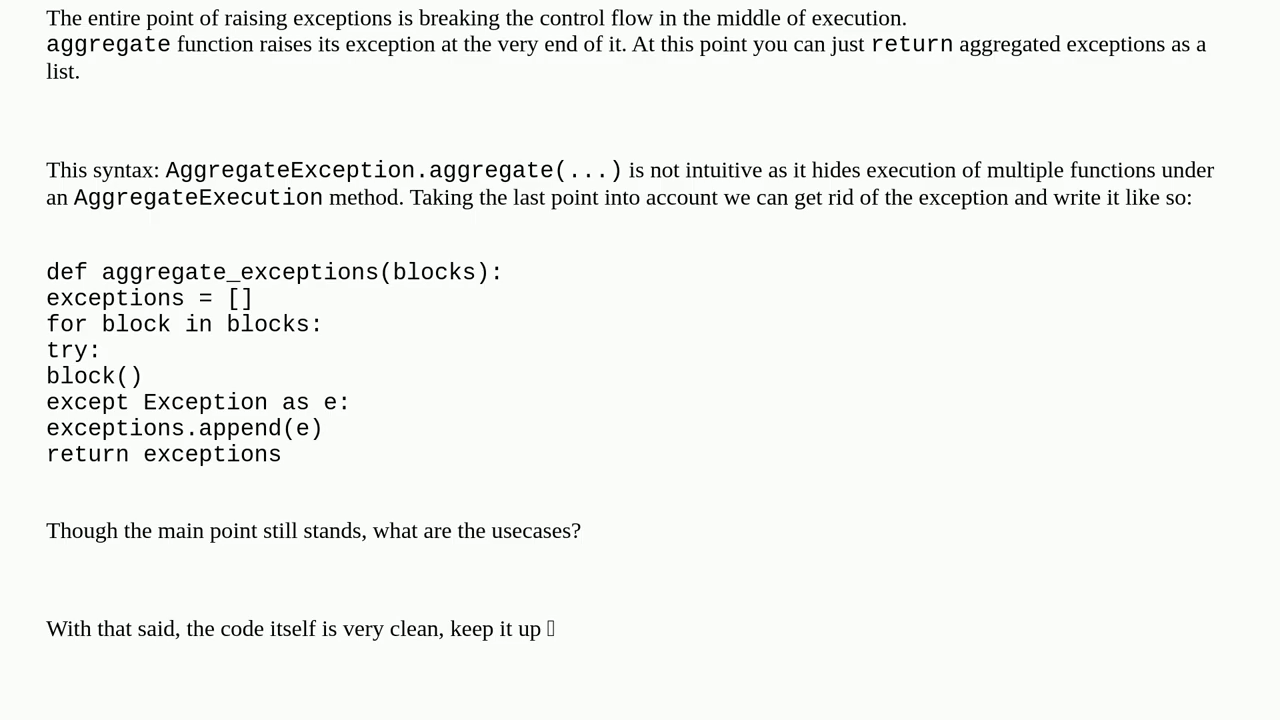 The entire point of raising exceptions is breaking the control flow in the middle of execution.
aggregate function raises its exception at the very end of it. At this point you can just return aggregated exceptions as a
list.
This syntax: AggregateException.aggregate(...) is not intuitive as it hides execution of multiple functions under
an AggregateExecution method. Taking the last point into account we can get rid of the exception and write it like so:
def aggregate_exceptions(blocks):
exceptions = []
for block in blocks:
try:
block()
except Exception as e:
exceptions.append(e)
return exceptions
Though the main point still stands, what are the usecases?
With that said, the code itself is very clean, keep it up